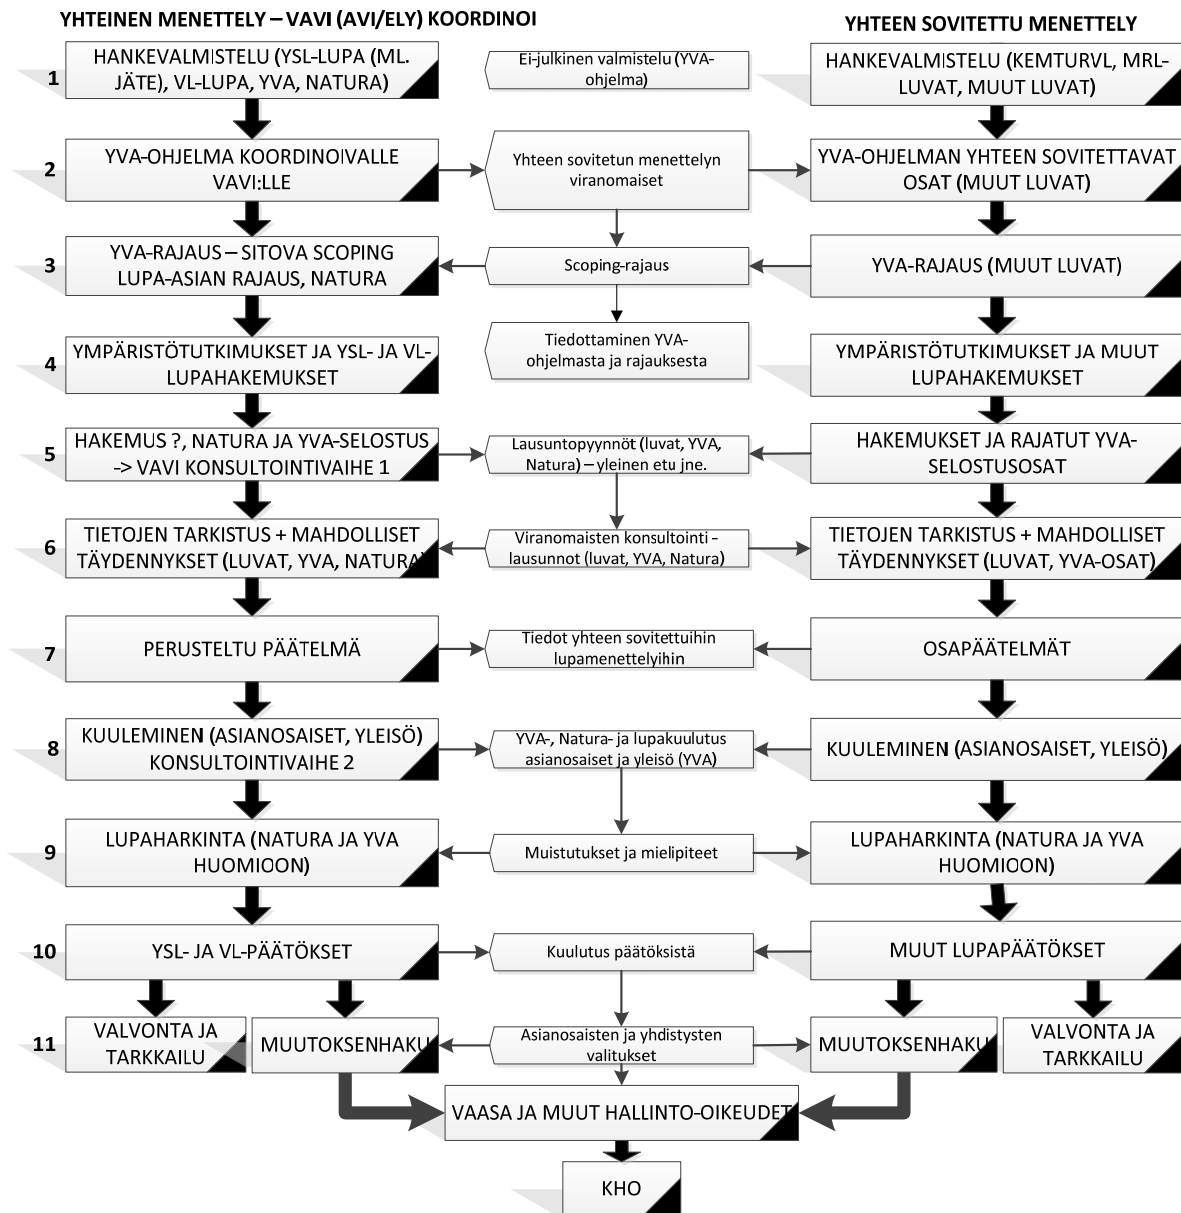 YHTEINEN MENETTELY – VAVI (AVI/ELY) KOORDINOI
YHTEEN SOVITETTU MENETTELY
1
HANKEVALMISTELU (YSL-LUPA (ML.
JÄTE), VL-LUPA, YVA, NATURA)
Ei-julkinen valmistelu (YVA-
ohjelma)
HANKEVALMISTELU (KEMTURVL, MRL-
LUVAT, MUUT LUVAT)
2
YVA-OHJELMA KOORDINOIVALLE
VAVI:LLE
Yhteen sovitetun menettelyn
viranomaiset
YVA-OHJELMAN YHTEEN SOVITETTAVAT
OSAT (MUUT LUVAT)
3
YVA-RAJAUS – SITOVA SCOPING
LUPA-ASIAN RAJAUS, NATURA
Scoping-rajaus
YVA-RAJAUS (MUUT LUVAT)
4
YMPÄRISTÖTUTKIMUKSET JA YSL- JA VL-
LUPAHAKEMUKSET
Tiedottaminen YVA-
ohjelmasta ja rajauksesta
YMPÄRISTÖTUTKIMUKSET JA MUUT
LUPAHAKEMUKSET
5
HAKEMUS ?, NATURA JA YVA-SELOSTUS
-> VAVI KONSULTOINTIVAIHE 1
Lausuntopyynnöt (luvat, YVA,
Natura) – yleinen etu jne.
HAKEMUKSET JA RAJATUT YVA-
SELOSTUSOSAT
6
TIETOJEN TARKISTUS + MAHDOLLISET
TÄYDENNYKSET (LUVAT, YVA, NATURA)
Viranomaisten konsultointi –
lausunnot (luvat, YVA, Natura)
TIETOJEN TARKISTUS + MAHDOLLISET
TÄYDENNYKSET (LUVAT, YVA-OSAT)
7
PERUSTELTU PÄÄTELMÄ
Tiedot yhteen sovitettuihin
lupamenettelyihin
OSAPÄÄTELMÄT
8
KUULEMINEN (ASIANOSAISET, YLEISÖ)
KONSULTOINTIVAIHE 2
YVA-, Natura- ja lupakuulutus
asianosaiset ja yleisö (YVA)
KUULEMINEN (ASIANOSAISET, YLEISÖ)
9
LUPAHARKINTA (NATURA JA YVA
HUOMIOON)
Muistutukset ja mielipiteet
LUPAHARKINTA (NATURA JA YVA
HUOMIOON)
10
YSL- JA VL-PÄÄTÖKSET
Kuulutus päätöksistä
MUUT LUPAPÄÄTÖKSET
11
VALVONTA JA
TARKKAILU
MUUTOKSENHAKU
Asianosaisten ja yhdistysten
valitukset
MUUTOKSENHAKU
VALVONTA JA
TARKKAILU
VAASA JA MUUT HALLINTO-OIKEUDET
KHO